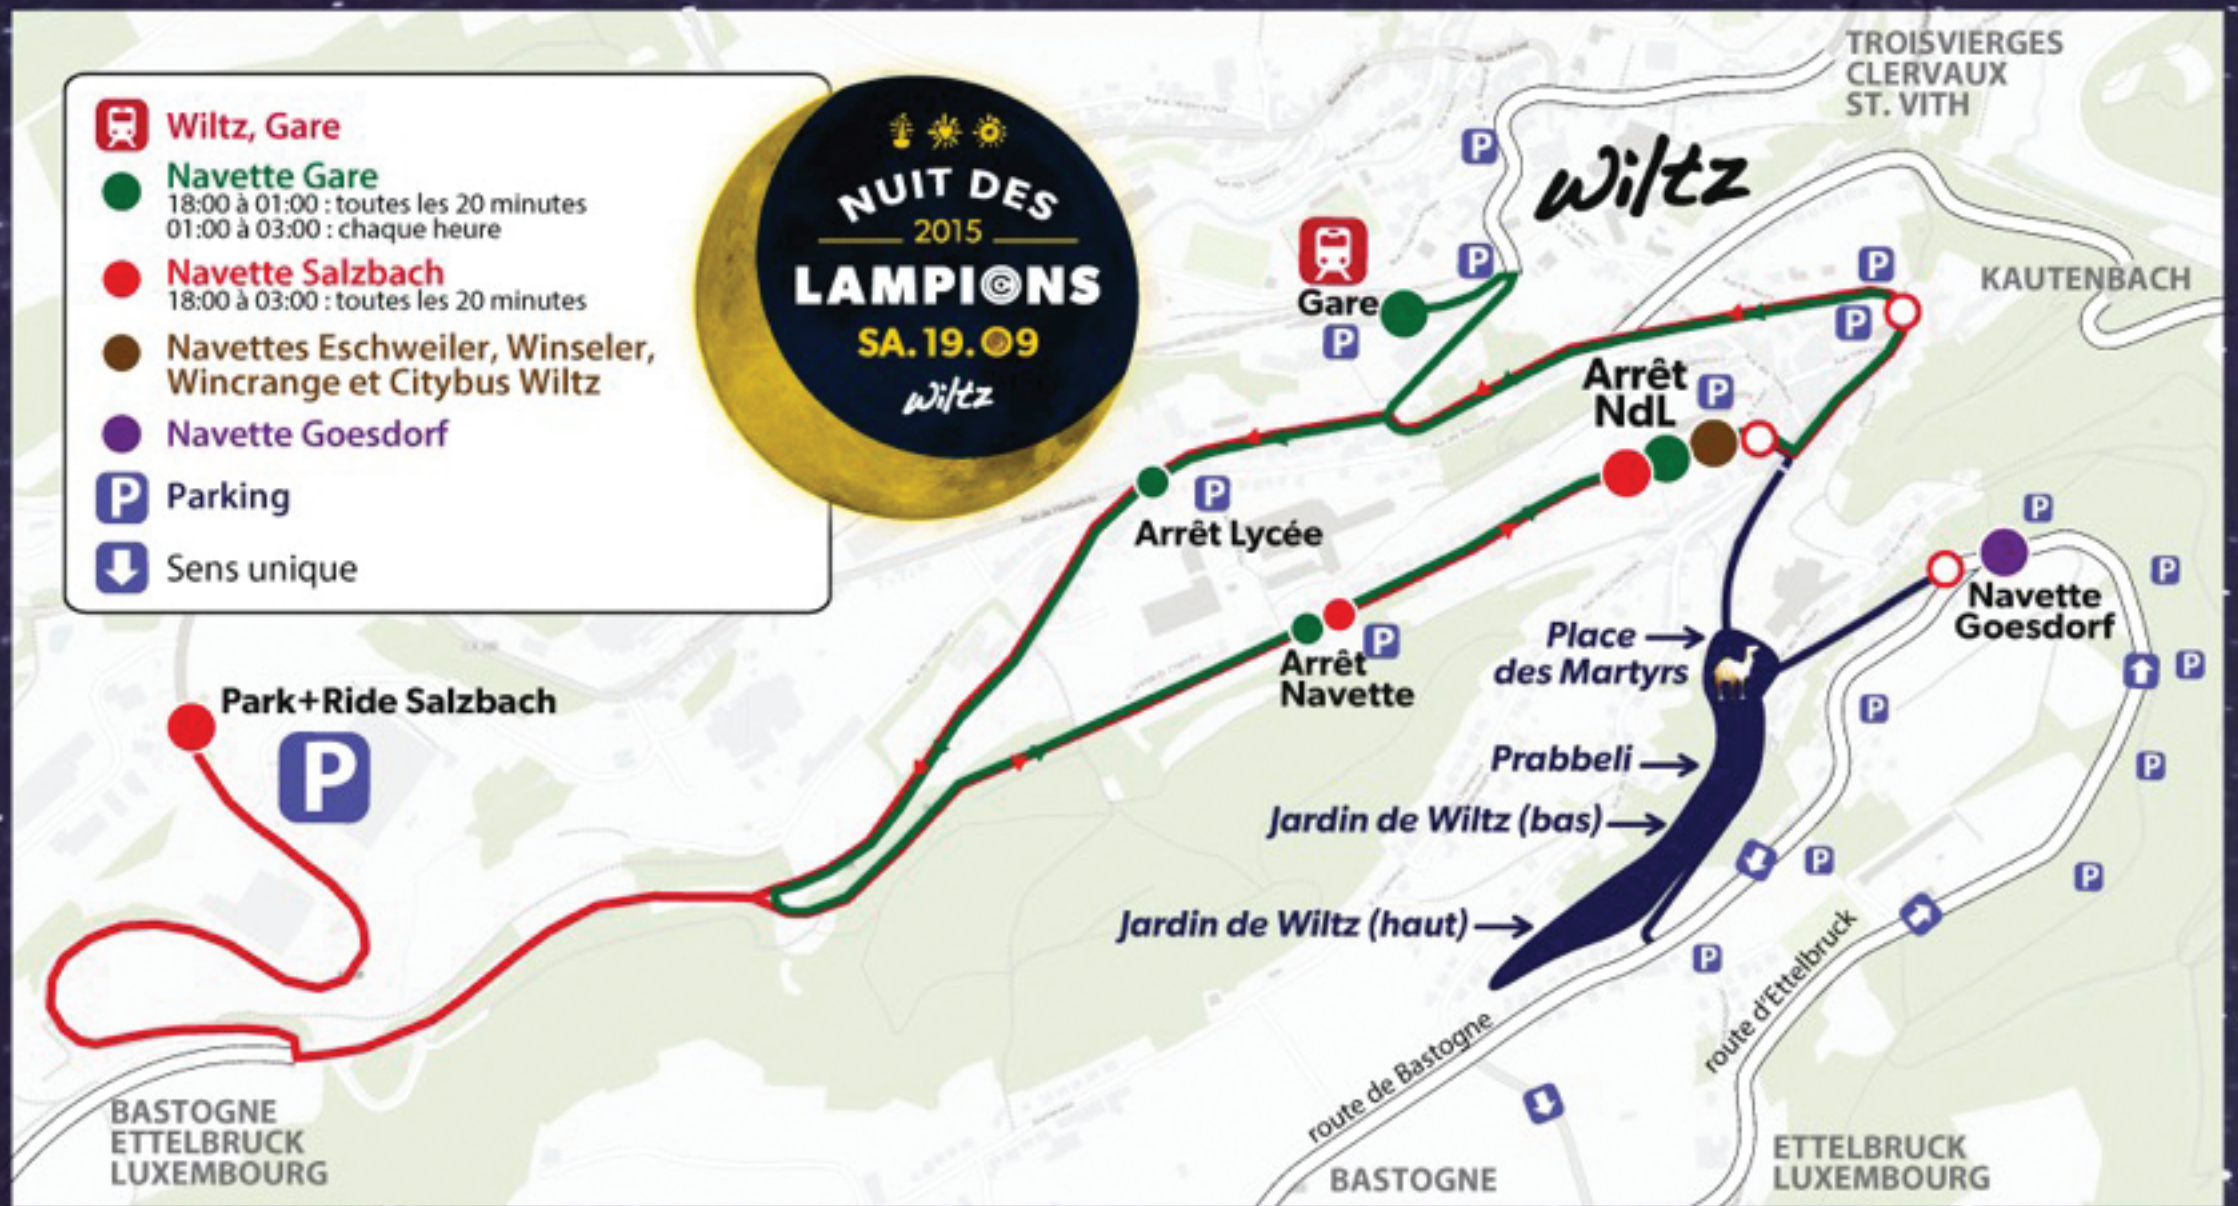 Wiltz, Gare
Navette Gare
18:00 à 01:00 : toutes les 20 minutes
01:00 à 03:00 : chaque heure
Navette Salzbach
18:00 à 03:00 : toutes les 20 minutes
Navettes Eschweiler, Winseler,
Wincrange et Citybus Wiltz
Navette Goesdorf
P Parking
Sens unique
NUIT DES
2015
LAMPIONS
SA. 19.09
wiltz
TROISVIERGES
CLERVAUX
ST. VITH
P
wiltz
KAUTENBACH
P
P
Gare
P
P
Arrêt
NdL
P
P
Arrêt Lycée
P
P
Navette
Goesdorf
Arrêt
Navette
P
Place
des Martyrs
P
Park+Ride Salzbach
P
P
Prabbeli
P
Jardin de Wiltz (bas)
P
P
Jardin de Wiltz (haut)
P
route de Bastogne
route d'Ettelbruck
BASTOGNE
ETTELBRUCK
LUXEMBOURG
BASTOGNE
ETTELBRUCK
LUXEMBOURG